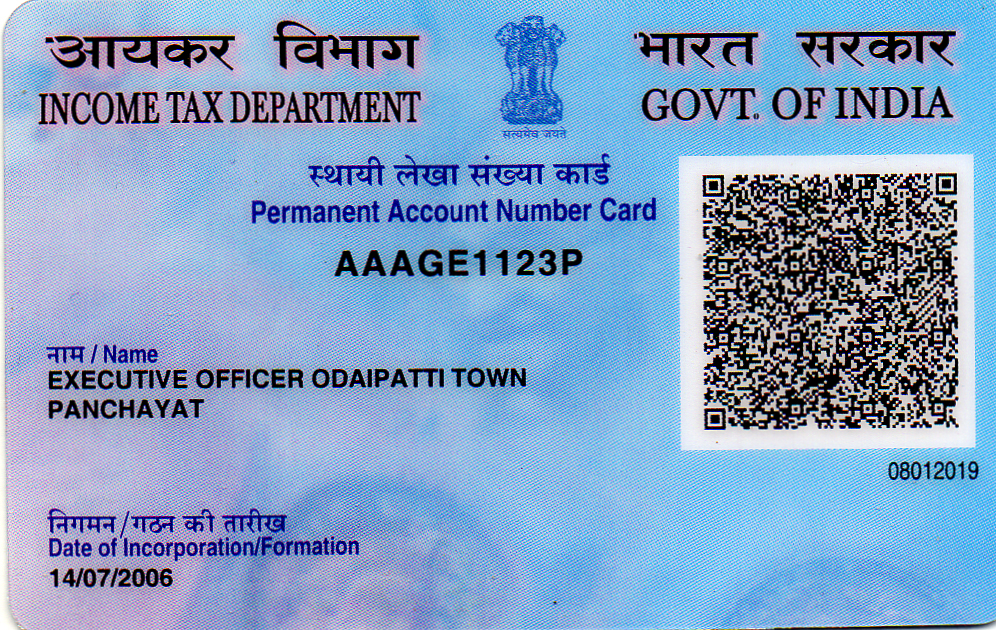 आयकर विभाग
INCOME TAX DEPARTMENT
सत्यमेव जयते
भारत सरकार
GOVT. OF INDIA
स्थायी लेखा संख्या कार्ड
Permanent Account Number Card
AAAGE1123P
नाम / Name
EXECUTIVE OFFICER ODAIPATTI TOWN
PANCHAYAT
08012019
निगमन/गठन की तारीख
Date of Incorporation/Formation
14/07/2006